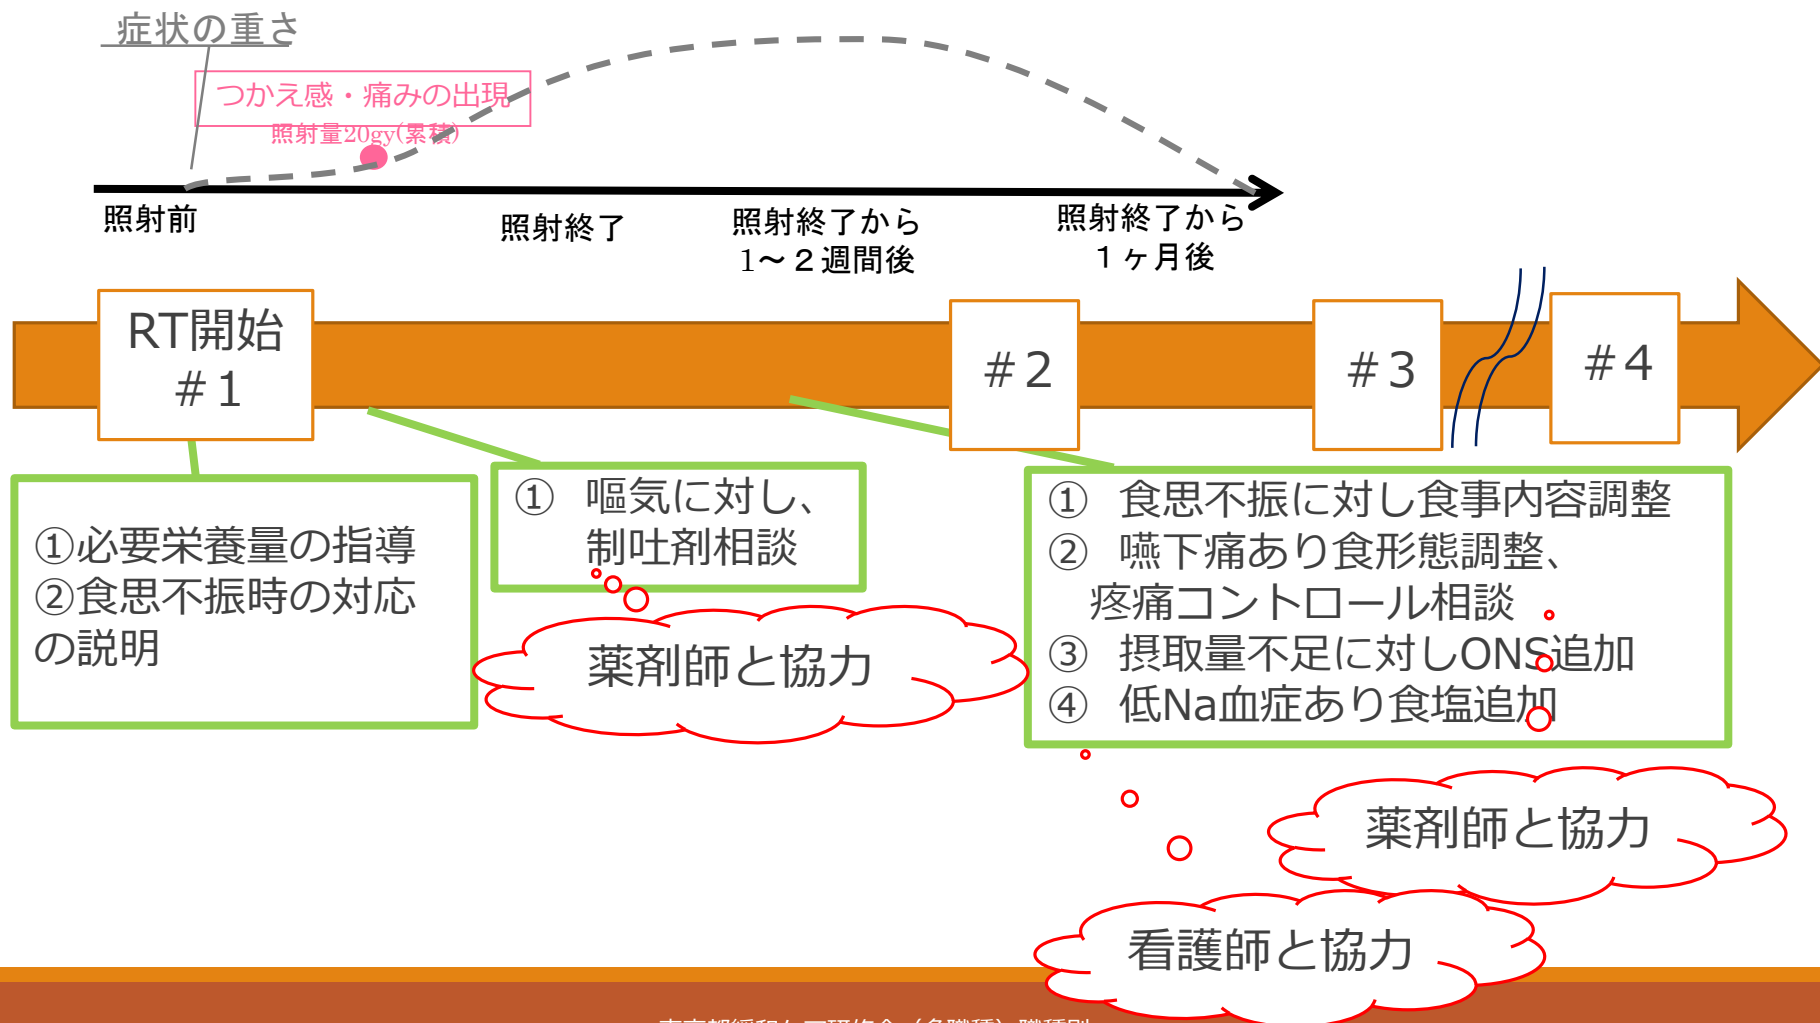 症状の重さ
つかえ感・痛みの出現
照射量20gy(累積)
照射前
照射終了
照射終了から
1～２週間後
照射終了から
１ヶ月後
RT開始
＃1
＃2
＃3
＃4
①必要栄養量の指導
②食思不振時の対応
の説明
① 嘔気に対し、
制吐剤相談
薬剤師と協力
① 食思不振に対し食事内容調整
② 嚥下痛あり食形態調整、
疼痛コントロール相談
③ 摂取量不足に対しONS追加
④ 低Na血症あり食塩追加
薬剤師と協力
看護師と協力